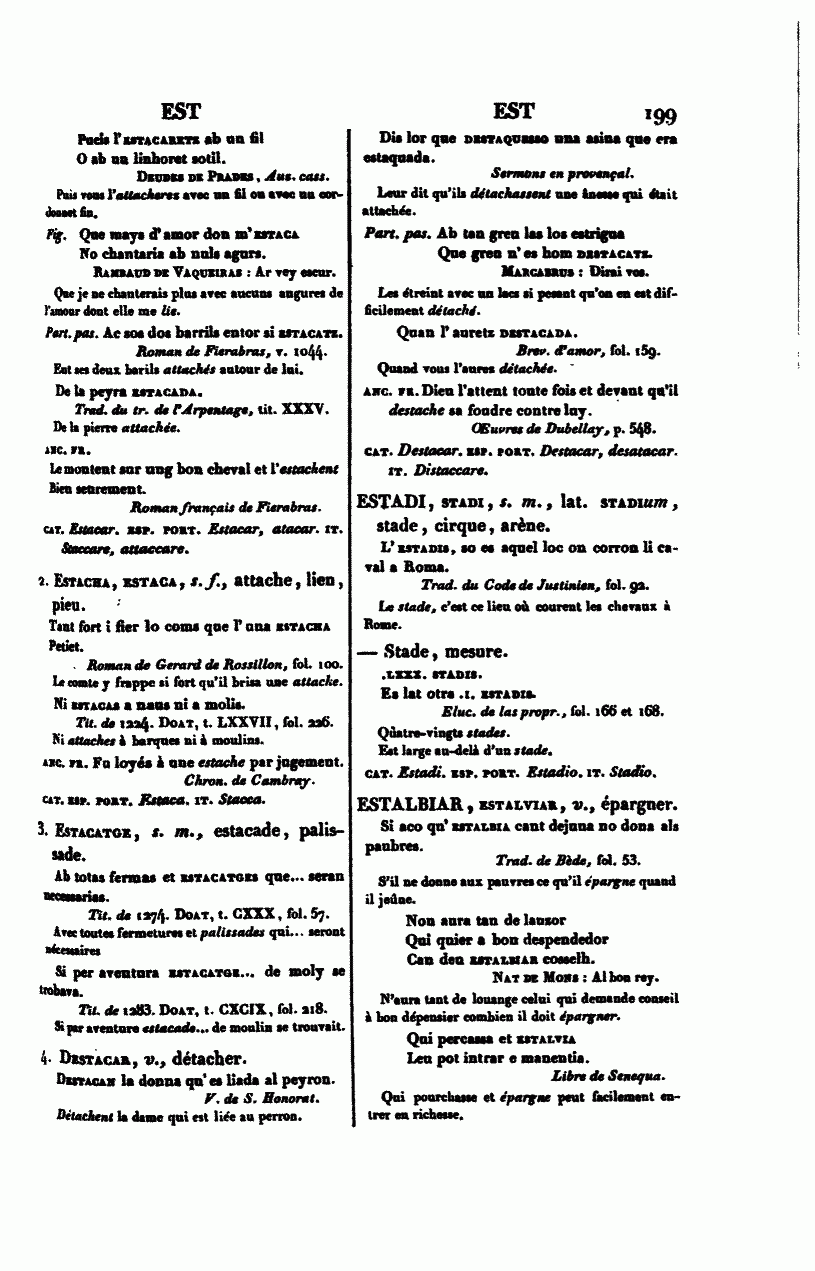 EST
EST
199
Pueis l'ESTACARETZ ab un fil
O ab un linhoret sotil.
DEUDES DE PRADES, Aus. cass.
Puis vous l'attacherez avec un fil ou avec un cor-
donnet fin.
Fig. Que mays d'amor don m'ESTACA
No chantaria ab nuls agurs.
RAMBAUD DE VAQUEIRAS : Ar vey escur.
Que je ne chanterais plus avec aucuns augures de
l'amour dont elle me lie.
Part. pas. Ac sos dos barrils entor si ESTACATZ.
Roman de Fierabras, v. 1044.
Eut ses deux barils attachés autour de lui.
De la peyra ESTACADA.
Trad. du tr. de l'Arpentage, tit. XXXV.
De la pierre attachée.
ANC. FR.
Le montent sur ung bon cheval et l'estachent
Bien seurement.
Roman français de Fierabras.
CAT. Estacar. ESP. PORT. Estacar, atacar. IT.
Staccare, attaccare.
2. ESTACHA, ESTACA, s. f., attache, lien,
pieu.
Tant fort i fier lo coms que l'una ESTACHA
Petiet.
Roman de Gerard de Rossillon, fol. 100.
Le comte y frappe si fort qu'il brisa une attache.
Ni ESTACAS a naus ni a molis.
Tit. de 1224. DOAT, t. LXXVII, fol. 226.
Ni attaches à barques ni à moulins.
ANC. FR. Fu loyés à une estache par jugement.
Chron. de Cambray.
CAT. ESP. PORT. Estaca. IT. Stacca.
3. ESTACATGE, s. m., estacade, palis-
sade.
Ab totas fermas et ESTACATGES que... seran
necessarias.
Tit. de 1274. DOAT, t. CXXX, fol. 57.
Avec toutes fermetures et palissades qui... seront
nécessaires
Si per aventura ESTACATGE... de moly se
trobava.
Tit. de 1283. DOAT, t. CXCIX, fol. 218.
Si par aventure estacade... de moulin se trouvait.
4. DESTACAR, v., détacher.
DESTACAN la donna qu'es liada al peyron.
V. de S. Honorat.
Détachent la dame qui est liée au perron.
Dis lor que DESTAQUESSO una asina que era
estaquada.
Sermons en provençal.
Leur dit qu'ils détachassent une ânesse qui était
attachée.
Part. pas. Ab tan greu las los estrigua
Que greu n'es hom DESTACATZ.
MARCABRUS : Dirai vos.
Les étreint avec un lacs si pesant qu'on en est dif-
ficilement détaché.
Quan l'auretz DESTACADA.
Brev. d'amor, fol. 159.
Quand vous l'aurez détachée.
ANC. FR. Dieu l'attent toute fois et devant qu'il
destache sa foudre contre luy.
Œuvres de Dubellay, p. 548.
CAT. Destacar. ESP. PORT. Destacar, desatacar.
IT. Distaccare.
ESTADI, STADI, s. m., lat. STADIum,
stade, cirque, arène.
L'ESTADIS, so es aquel loc on corron li ca-
val a Roma.
Trad. du Code de Justinien, fol. 92.
Le stade, c'est ce lieu où courent les chevaux à
Rome.
— Stade, mesure.
.LXXX. STADIS.
Es lat otra .I. ESTADIS.
Eluc. de las propr., fol. 166 et 168.
Quatre-vingts stades.
Est large au-delà d'un stade.
CAT. Estadi. ESP. PORT. Estadio. IT. Stadio.
ESTALBIAR, ESTALVIAR, v., épargner.
Si aco qu'ESTALBIA cant dejuna no dona als
paubres.
Trad. de Bède, fol. 53.
S'il ne donne aux pauvres ce qu'il épargne quand
il jeûne.
Non aura tan de lauzor
Qui quier a bon despendedor
Can deu ESTALBIAR cosselh.
NAT DE MONS : Al bon rey.
N'aura tant de louange celui qui demande conseil
à bon dépensier combien il doit épargner.
Qui percassa et ESTALVIA
Leu pot intrar e manentia.
Libre de Senequa.
Qui pourchasse et épargne peut facilement en-
trer en richesse.